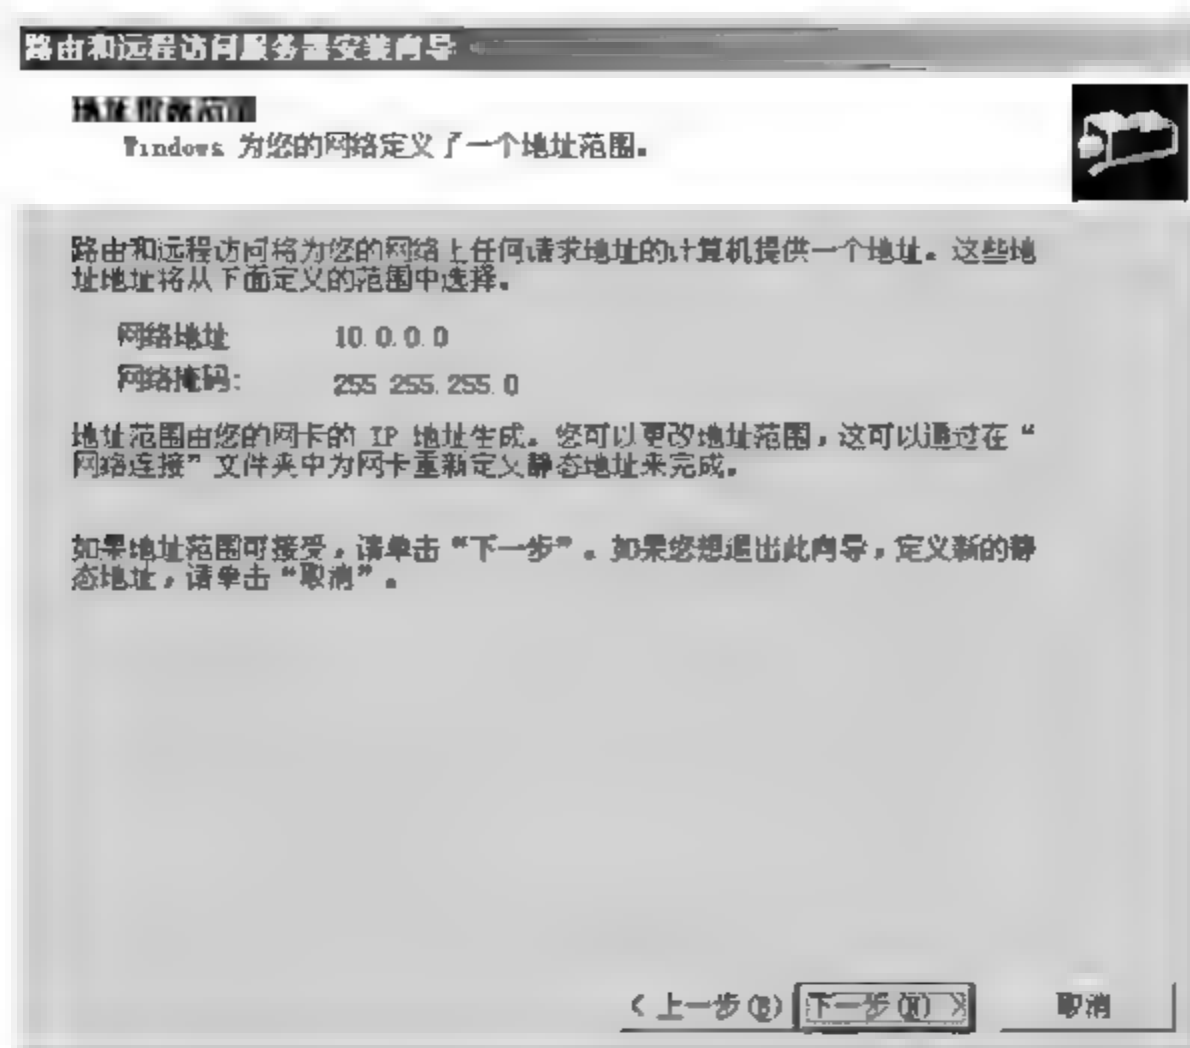 路由和远程访问服务器安装向导
地址指派范围
Windows 为您的网络定义了一个地址范围。
路由和远程访问将为您的网络上任何请求地址的计算机提供一个地址。这些地
址地址将从下面定义的范围中选择。
网络地址 10.0.0.0
网络掩码: 255.255.255.0
地址范围由您的网卡的 IP 地址生成。您可以更改地址范围,这可以通过在“
网络连接”文件夹中为网卡重新定义静态地址来完成。
如果地址范围可接受,请单击“下一步”。如果您想退出此向导,定义新的静
态地址,请单击“取消”。
< 上一步(B) 下一步(N) > 取消